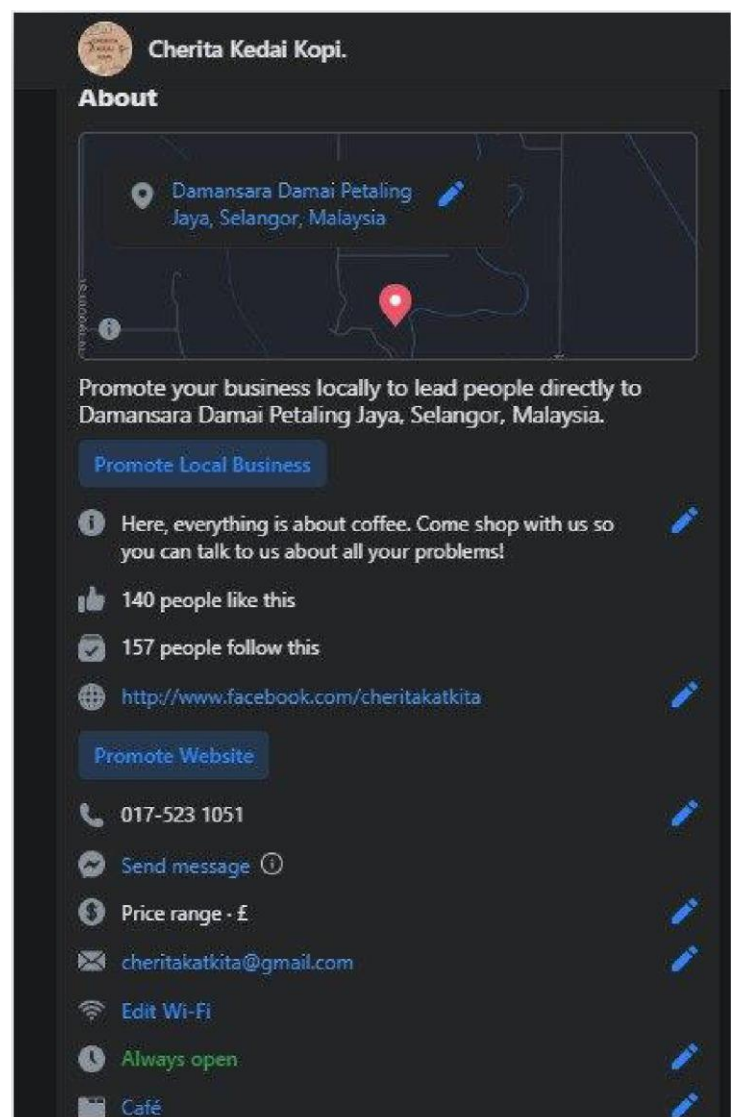 Cherita Kedai Kopi.
About
Damansara Damai Petaling
Jaya, Selangor, Malaysia
Promote your business locally to lead people directly to
Damansara Damai Petaling Jaya, Selangor, Malaysia.
Promote Local Business
Here, everything is about coffee. Come shop with us so
you can talk to us about all your problems!
140 people like this
157 people follow this
http://www.facebook.com/cheritakatkita
Promote Website
017-523 1051
Send message
Price range · £
cheritakatkita@gmail.com
Edit Wi-Fi
Always open
Café